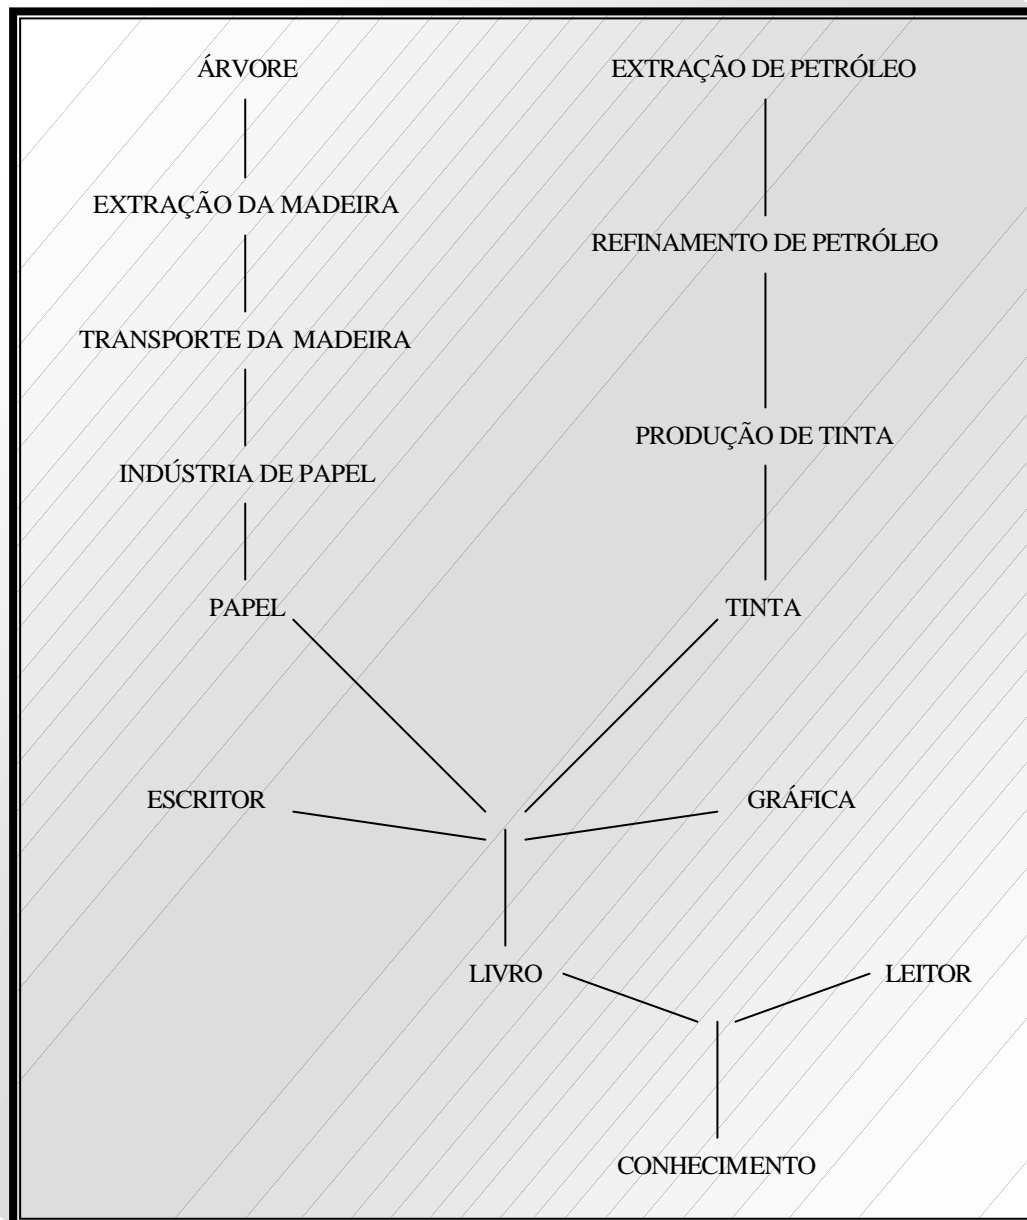 ÁRVORE
EXTRAÇÃO DE PETRÓLEO
EXTRAÇÃO DA MADEIRA
REFINAMENTO DE PETRÓLEO
TRANSPORTE DA MADEIRA
PRODUÇÃO DE TINTA
INDÚSTRIA DE PAPEL
PAPEL
TINTA
ESCRITOR
GRÁFICA
LIVRO
LEITOR
CONHECIMENTO